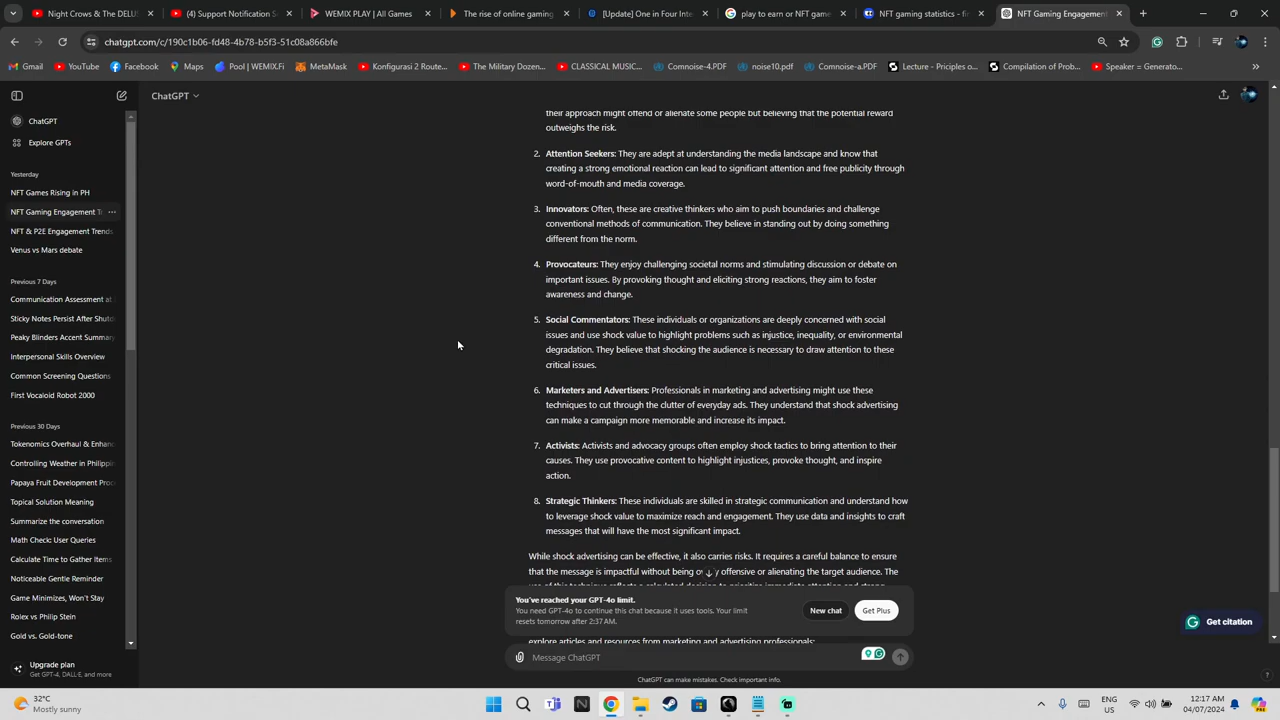 Night Crows & The DELUS
(4) Support Notification S
WEMIX PLAY | All Games
The rise of online gaming
[Update] One in Four Inte
play to earn or NFT game
NFT gaming statistics - fi
NFT Gaming Engagement
chatgpt.com/c/190c1b06-fd48-4b78-b5f3-51c08a866bfe
Gmail
YouTube
Facebook
Maps
Pool | WEMIX.Fi
MetaMask
Konfigurasi 2 Route...
The Military Dozen...
CLASSICAL MUSIC...
Comnoise-4.PDF
noise10.pdf
Comnoise-a.PDF
Lecture - Priciples o...
Compilation of Prob...
Speaker = Generato...
ChatGPT
ChatGPT
Explore GPTs
Yesterday
NFT Games Rising in PH
NFT Gaming Engagement T
NFT & P2E Engagement Trends
Venus vs Mars debate
Previous 7 Days
Communication Assessment at
Sticky Notes Persist After Shut
Peaky Blinders Accent Summar
Interpersonal Skills Overview
Common Screening Questions
First Vocaloid Robot 2000
Previous 30 Days
Tokenomics Overhaul & Enhan
Controlling Weather in Philippi
Papaya Fruit Development Proc
Topical Solution Meaning
Summarize the conversation
Math Check: User Queries
Calculate Time to Gather Items
Noticeable Gentle Reminder
Game Minimizes, Won't Stay
Rolex vs Philip Stein
Gold vs. Gold-tone
Upgrade plan
Get GPT-4, DALL·E, and more
their approach might offend or alienate some people but believing that the potential reward
outweighs the risk.
2. Attention Seekers: They are adept at understanding the media landscape and know that
creating a strong emotional reaction can lead to significant attention and free publicity through
word-of-mouth and media coverage.
3. Innovators: Often, these are creative thinkers who aim to push boundaries and challenge
conventional methods of communication. They believe in standing out by doing something
different from the norm.
4. Provocateurs: They enjoy challenging societal norms and stimulating discussion or debate on
important issues. By provoking thought and eliciting strong reactions, they aim to foster
awareness and change.
5. Social Commentators: These individuals or organizations are deeply concerned with social
issues and use shock value to highlight problems such as injustice, inequality, or environmental
degradation. They believe that shocking the audience is necessary to draw attention to these
critical issues.
6. Marketers and Advertisers: Professionals in marketing and advertising might use these
techniques to cut through the clutter of everyday ads. They understand that shock advertising
can make a campaign more memorable and increase its impact.
7. Activists: Activists and advocacy groups often employ shock tactics to bring attention to their
causes. They use provocative content to highlight injustices, provoke thought, and inspire
action.
8. Strategic Thinkers: These individuals are skilled in strategic communication and understand how
to leverage shock value to maximize reach and engagement. They use data and insights to craft
messages that will have the most significant impact.
While shock advertising can be effective, it also carries risks. It requires a careful balance to ensure
that the message is impactful without being offensive or alienating the target audience. The
use of this technique reflects a calculated decision to prioritize immediate attention and strong
You've reached your GPT-4o limit.
You need GPT-4o to continue this chat because it uses tools. Your limit
resets tomorrow after 2:37 AM.
New chat
Get Plus
explore articles and resources from marketing and advertising professionals:
Message ChatGPT
ChatGPT can make mistakes. Check important info.
Get citation
32°C
Mostly sunny
ENG
US
12:17 AM
04/07/2024